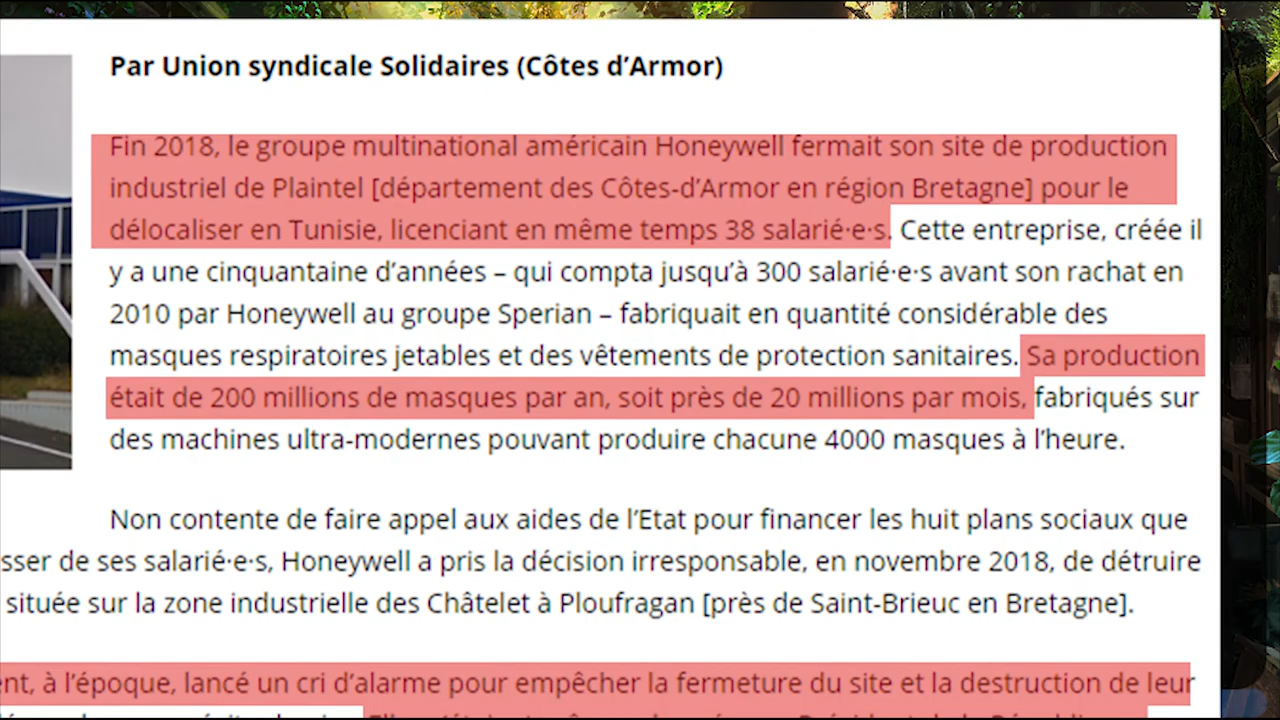 Par Union syndicale Solidaires (Côtes d’Armor)
Fin 2018, le groupe multinational américain Honeywell fermait son site de production
industriel de Plaintel [département des Côtes-d’Armor en région Bretagne] pour le
délocaliser en Tunisie, licenciant en même temps 38 salarié·e·s. Cette entreprise, créée il
y a une cinquantaine d’années – qui compta jusqu’à 300 salarié·e·s avant son rachat en
2010 par Honeywell au groupe Sperian – fabriquait en quantité considérable des
masques respiratoires jetables et des vêtements de protection sanitaires. Sa production
était de 200 millions de masques par an, soit près de 20 millions par mois, fabriqués sur
des machines ultra-modernes pouvant produire chacune 4000 masques à l’heure.
Non contente de faire appel aux aides de l’Etat pour financer les huit plans sociaux que
sser de ses salarié·e·s, Honeywell a pris la décision irresponsable, en novembre 2018, de détruire
située sur la zone industrielle des Châtelet à Ploufragan [près de Saint-Brieuc en Bretagne].
nt, à l’époque, lancé un cri d’alarme pour empêcher la fermeture du site et la destruction de leur